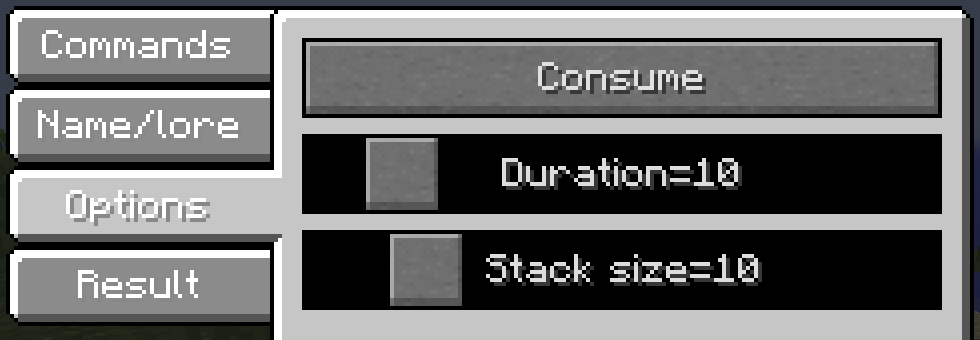 Commands
Name/lore
Options
Result
Consume
Duration=10
Stack size=10